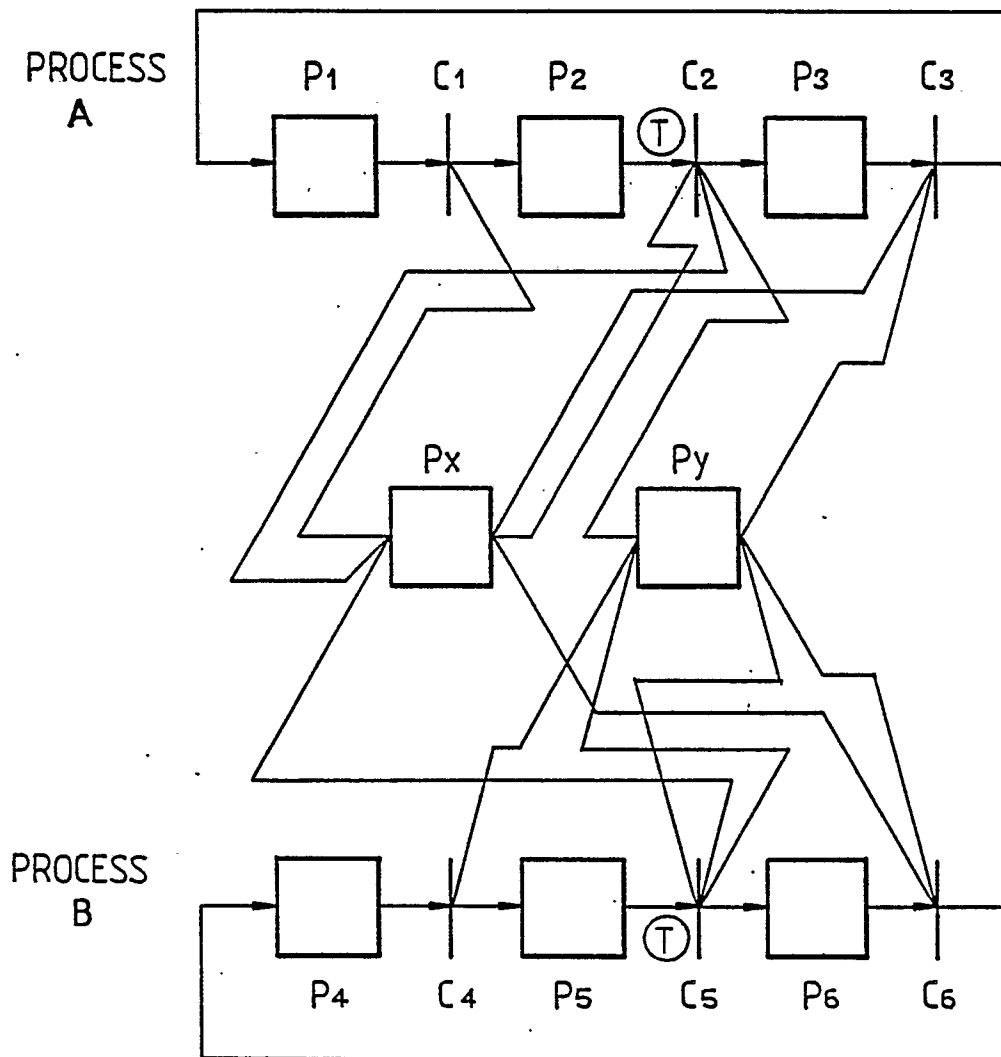 PROCESS
A
P1 C1 P2 C2 P3 C3
T
Px Py
PROCESS
B
T
P4 C4 P5 C5 P6 C6